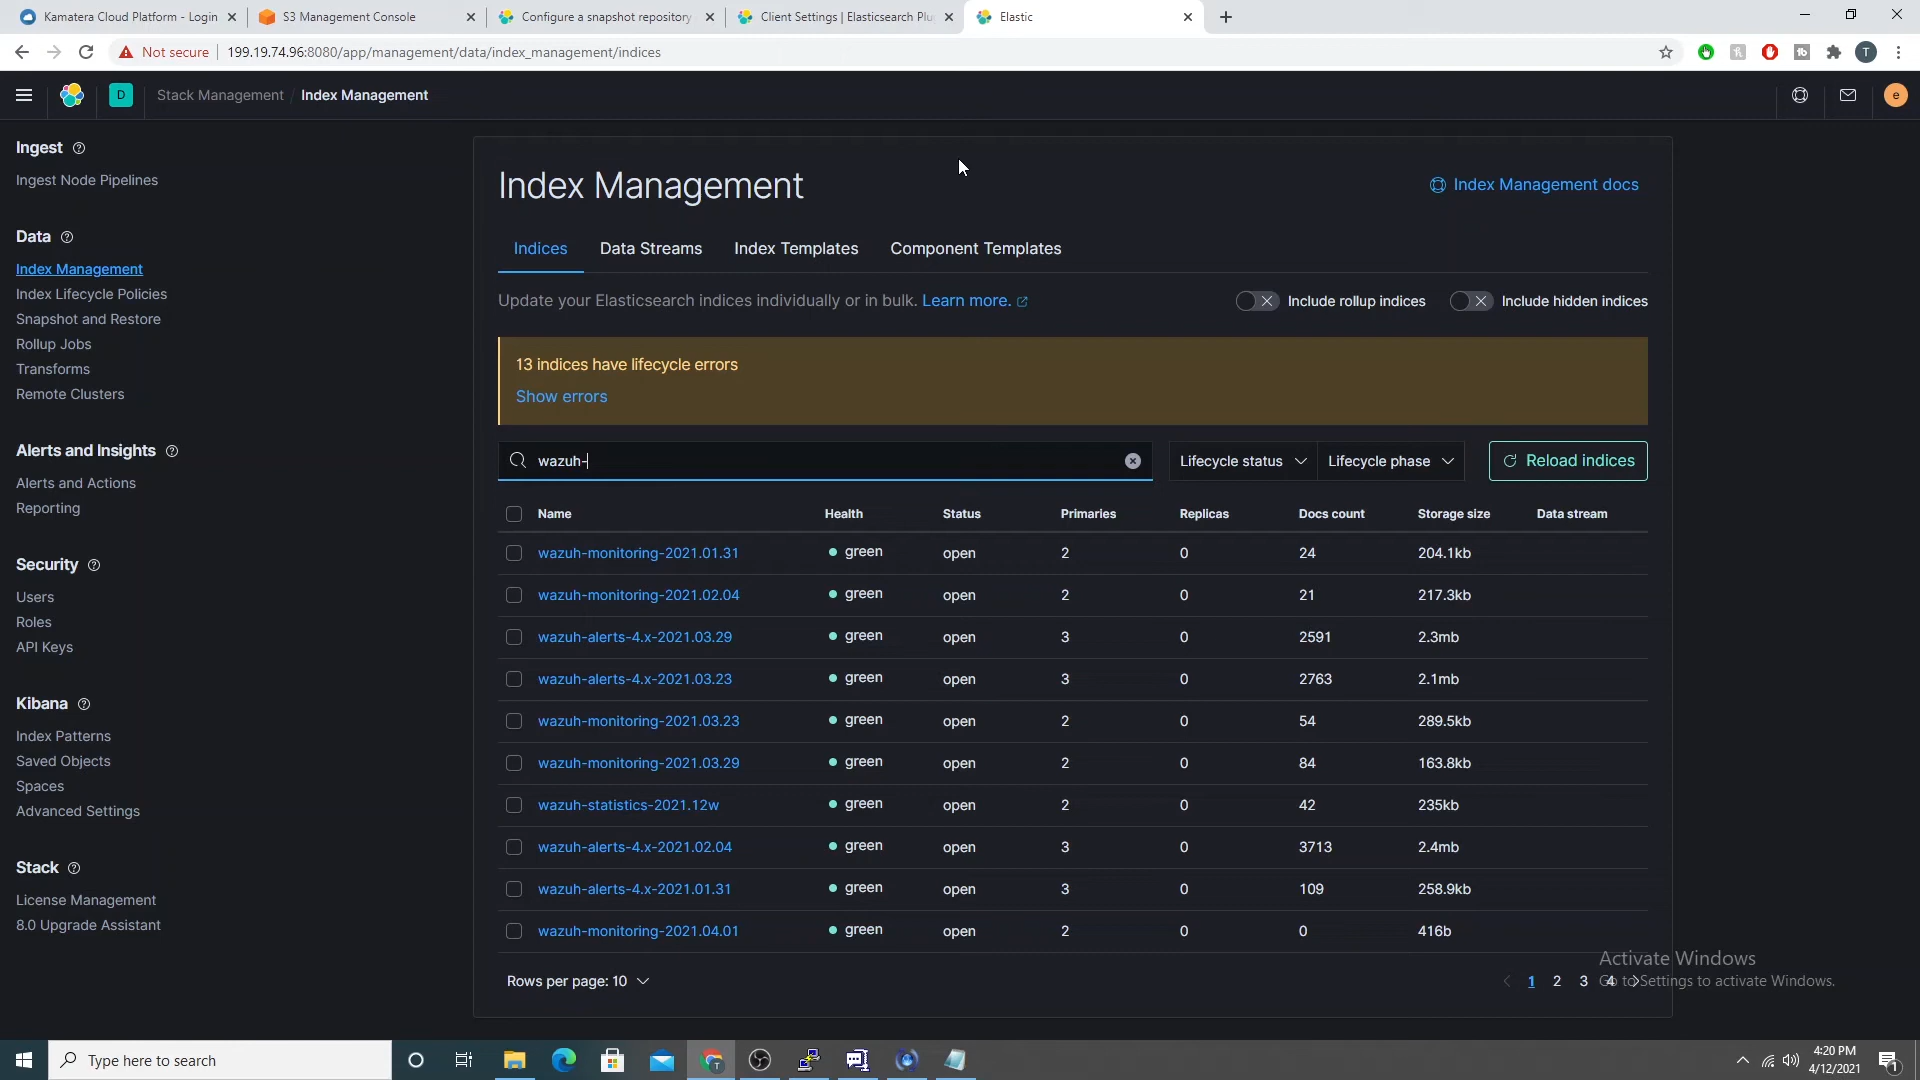 Kamatera Cloud Platform - Login
S3 Management Console
Configure a snapshot repository
Client Settings | Elasticsearch Plu
Elastic
Not secure
199.19.74.96:8080/app/management/data/index_management/indices
T
D
Stack Management / Index Management
e
Ingest
Ingest Node Pipelines
Data
Index Management
Index Lifecycle Policies
Snapshot and Restore
Rollup Jobs
Transforms
Remote Clusters
Alerts and Insights
Alerts and Actions
Reporting
Security
Users
Roles
API Keys
Kibana
Index Patterns
Saved Objects
Spaces
Advanced Settings
Stack
License Management
8.0 Upgrade Assistant
Index Management
Index Management docs
Indices Data Streams Index Templates Component Templates
Update your Elasticsearch indices individually or in bulk. Learn more.
Include rollup indices
Include hidden indices
13 indices have lifecycle errors
Show errors
wazuh-
Lifecycle status
Lifecycle phase
Reload indices
Name Health Status Primaries Replicas Docs count Storage size Data stream
wazuh-monitoring-2021.01.31 green open 2 0 24 204.1kb
wazuh-monitoring-2021.02.04 green open 2 0 21 217.3kb
wazuh-alerts-4.x-2021.03.29 green open 3 0 2591 2.3mb
wazuh-alerts-4.x-2021.03.23 green open 3 0 2763 2.1mb
wazuh-monitoring-2021.03.23 green open 2 0 54 289.5kb
wazuh-monitoring-2021.03.29 green open 2 0 84 163.8kb
wazuh-statistics-2021.12w green open 2 0 42 235kb
wazuh-alerts-4.x-2021.02.04 green open 3 0 3713 2.4mb
wazuh-alerts-4.x-2021.01.31 green open 3 0 109 258.9kb
wazuh-monitoring-2021.04.01 green open 2 0 0 416b
Rows per page: 10
1 2 3 4
Activate Windows
Go to Settings to activate Windows.
Type here to search
4:20 PM
4/12/2021
1